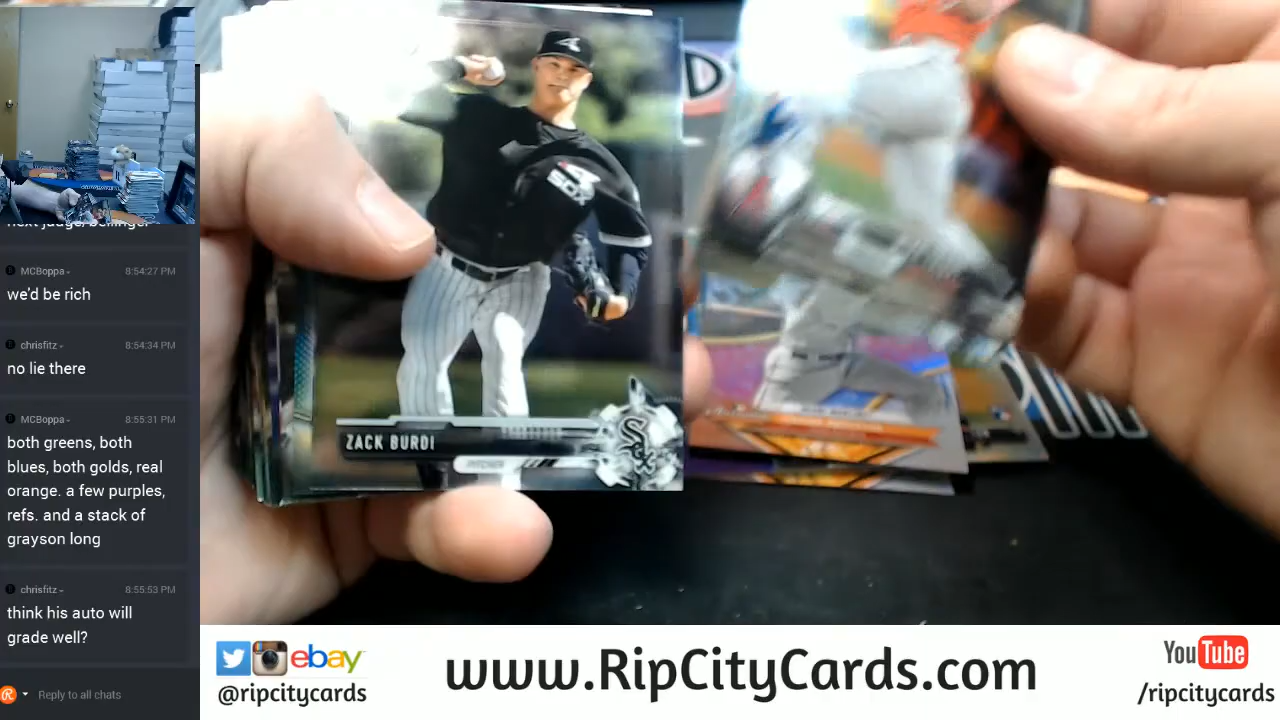 next judge, bellinger
MCBoppa 8:54:27 PM
we'd be rich
chrisfitz 8:54:34 PM
no lie there
MCBoppa 8:55:31 PM
both greens, both
blues, both golds, real
orange. a few purples,
refs. and a stack of
grayson long
chrisfitz 8:55:53 PM
think his auto will
grade well?
Reply to all chats
SOX
ZACK BURDI
PITCHER
SOX
D
ebay
@ripcitycards
www.RipCityCards.com
YouTube
/ripcitycards